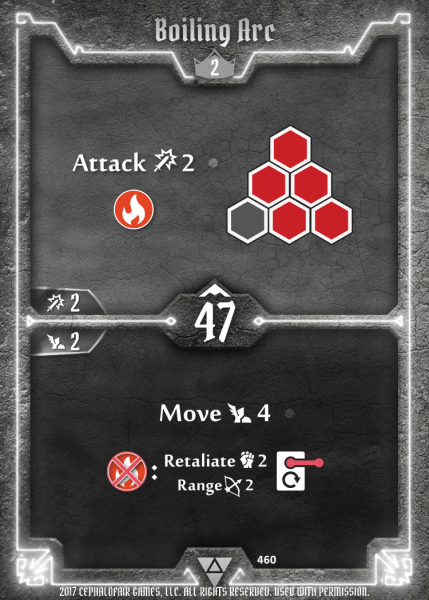 Boiling Arc
2
Attack 2
2
47
2
Move 4
: Retaliate 2
Range 2
460
2017 CEPHALOFAIR GAMES, LLC. ALL RIGHTS RESERVED. USED WITH PERMISSION.